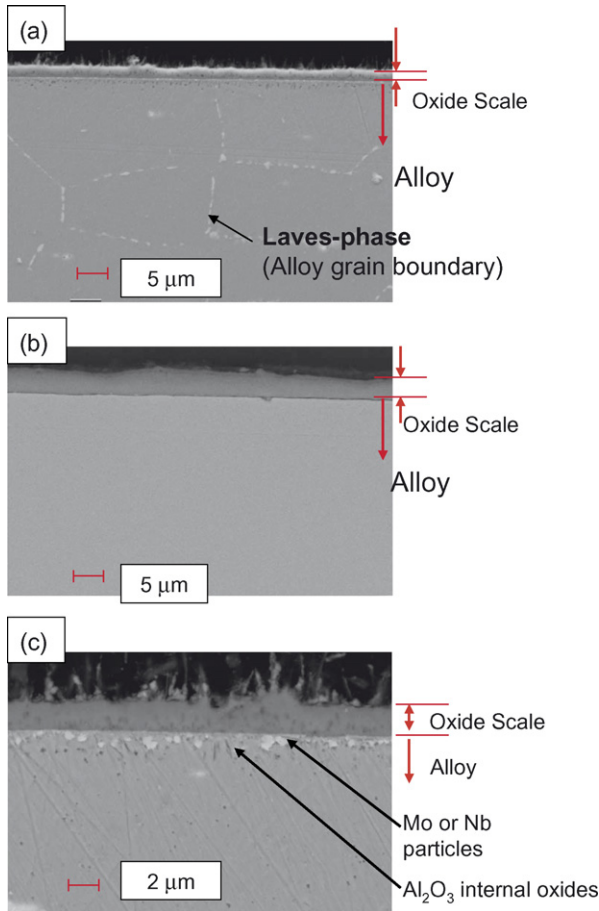 (a)
Oxide Scale
Alloy
Laves-phase
(Alloy grain boundary)
5 μm
(b)
Oxide Scale
Alloy
5 μm
(c)
Oxide Scale
Alloy
Mo or Nb
particles
Al₂O₃ internal oxides
2 μm